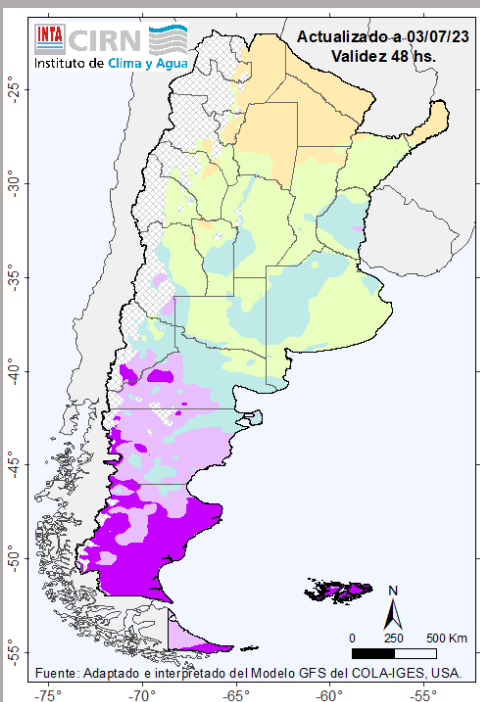 INTA CIRN
Instituto de Clima y Agua
Actualizado a 03/07/23
Validez 48 hs.
-25°
-30°
-35°
-40°
-45°
-50°
-55°
N
0 250 500 Km
Fuente: Adaptado e interpretado del Modelo GFS del COLA-IGES, USA.
-75° -70° -65° -60° -55°